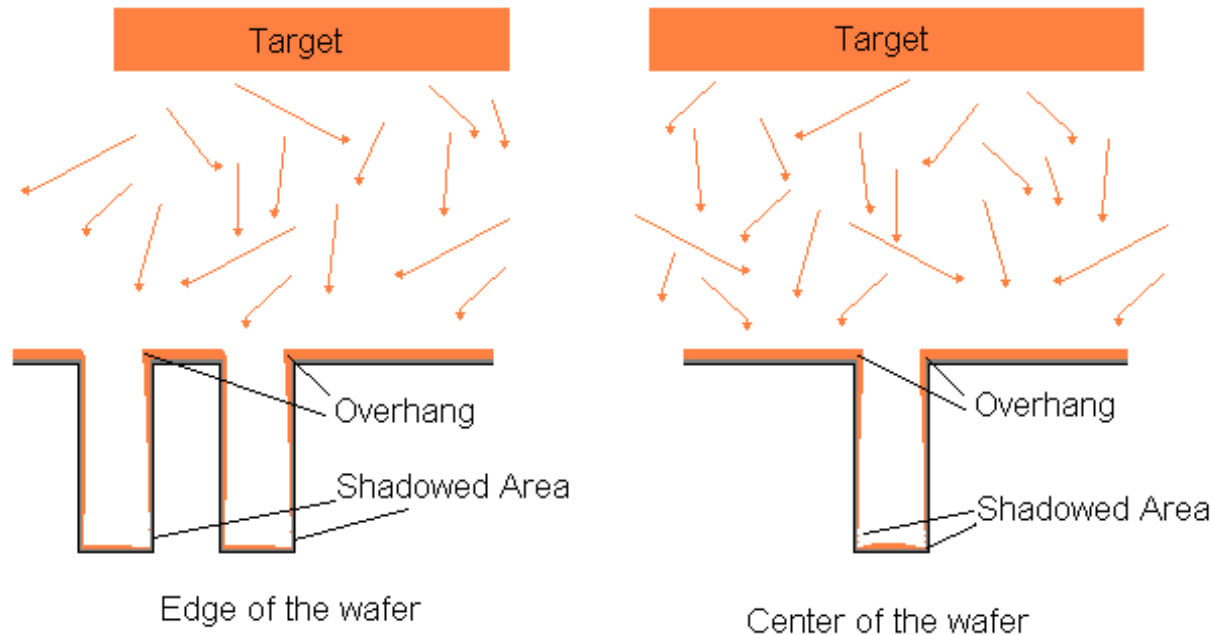 Target
Target
Overhang
Overhang
Shadowed Area
Shadowed Area
Edge of the wafer
Center of the wafer